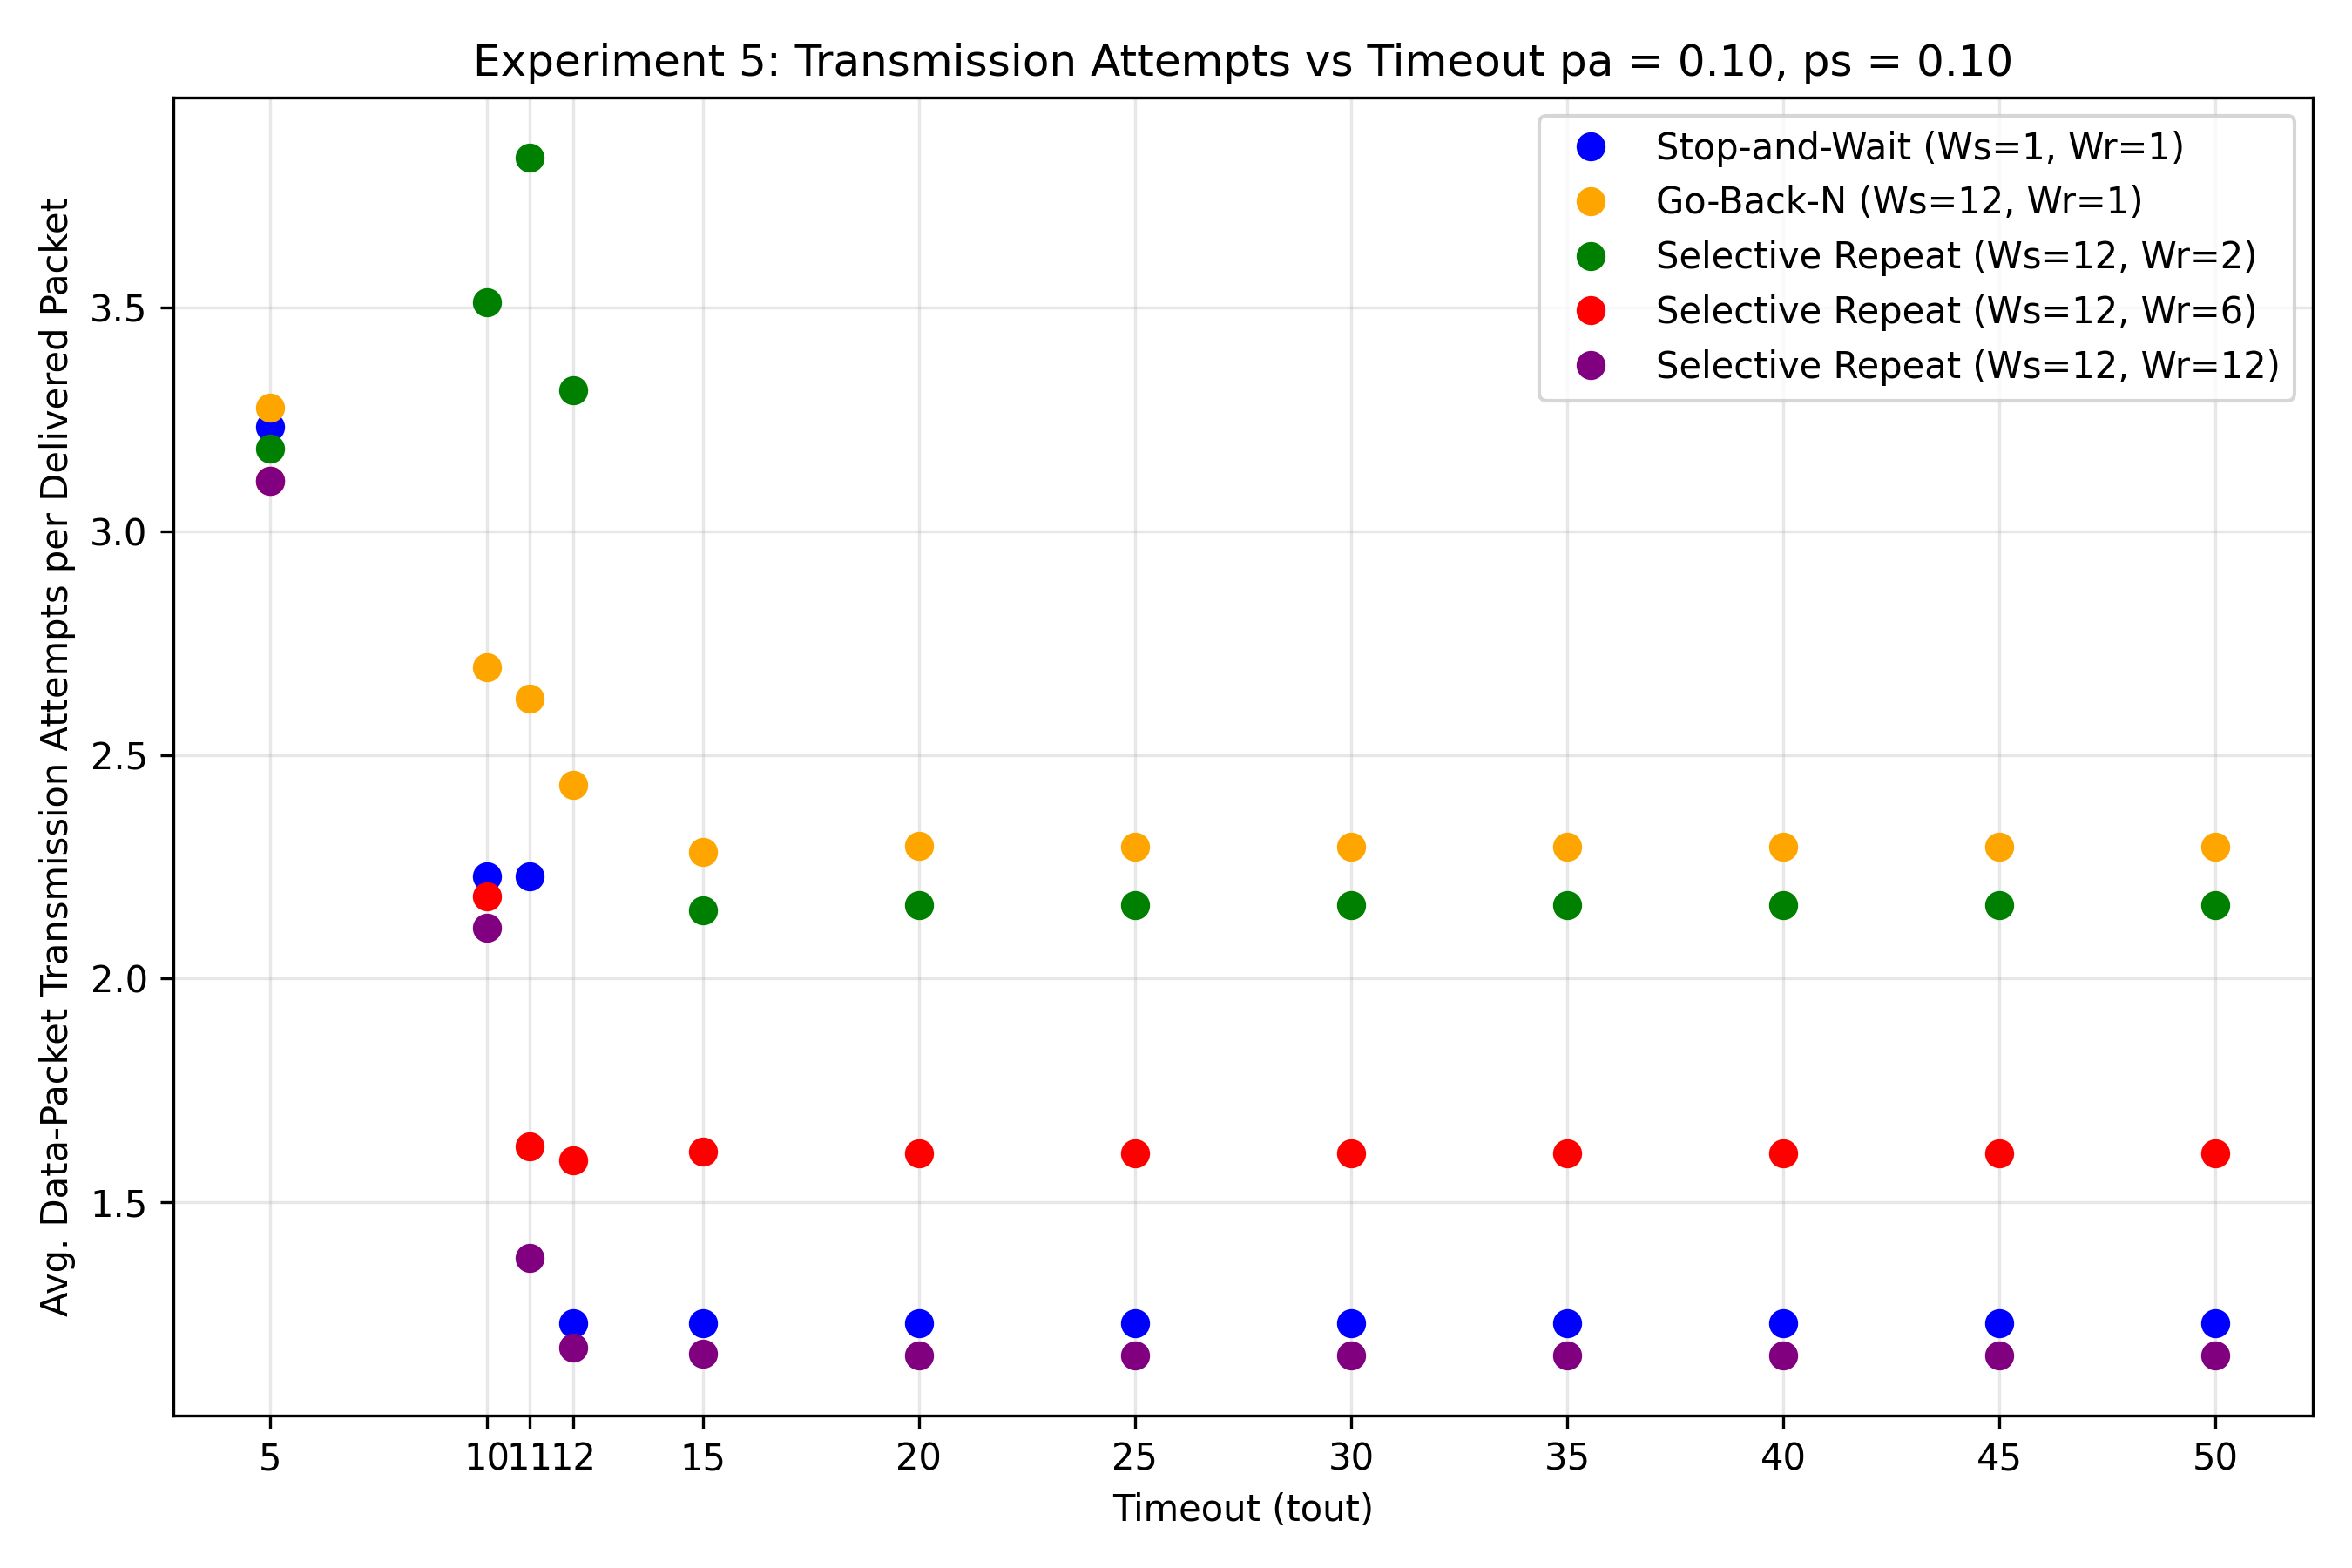 Experiment 5: Transmission Attempts vs Timeout pa = 0.10, ps = 0.10
Avg. Data-Packet Transmission Attempts per Delivered Packet
3.5
3.0
2.5
2.0
1.5
Stop-and-Wait (Ws=1, Wr=1)
Go-Back-N (Ws=12, Wr=1)
Selective Repeat (Ws=12, Wr=2)
Selective Repeat (Ws=12, Wr=6)
Selective Repeat (Ws=12, Wr=12)
5 10 11 12 15 20 25 30 35 40 45 50
Timeout (tout)